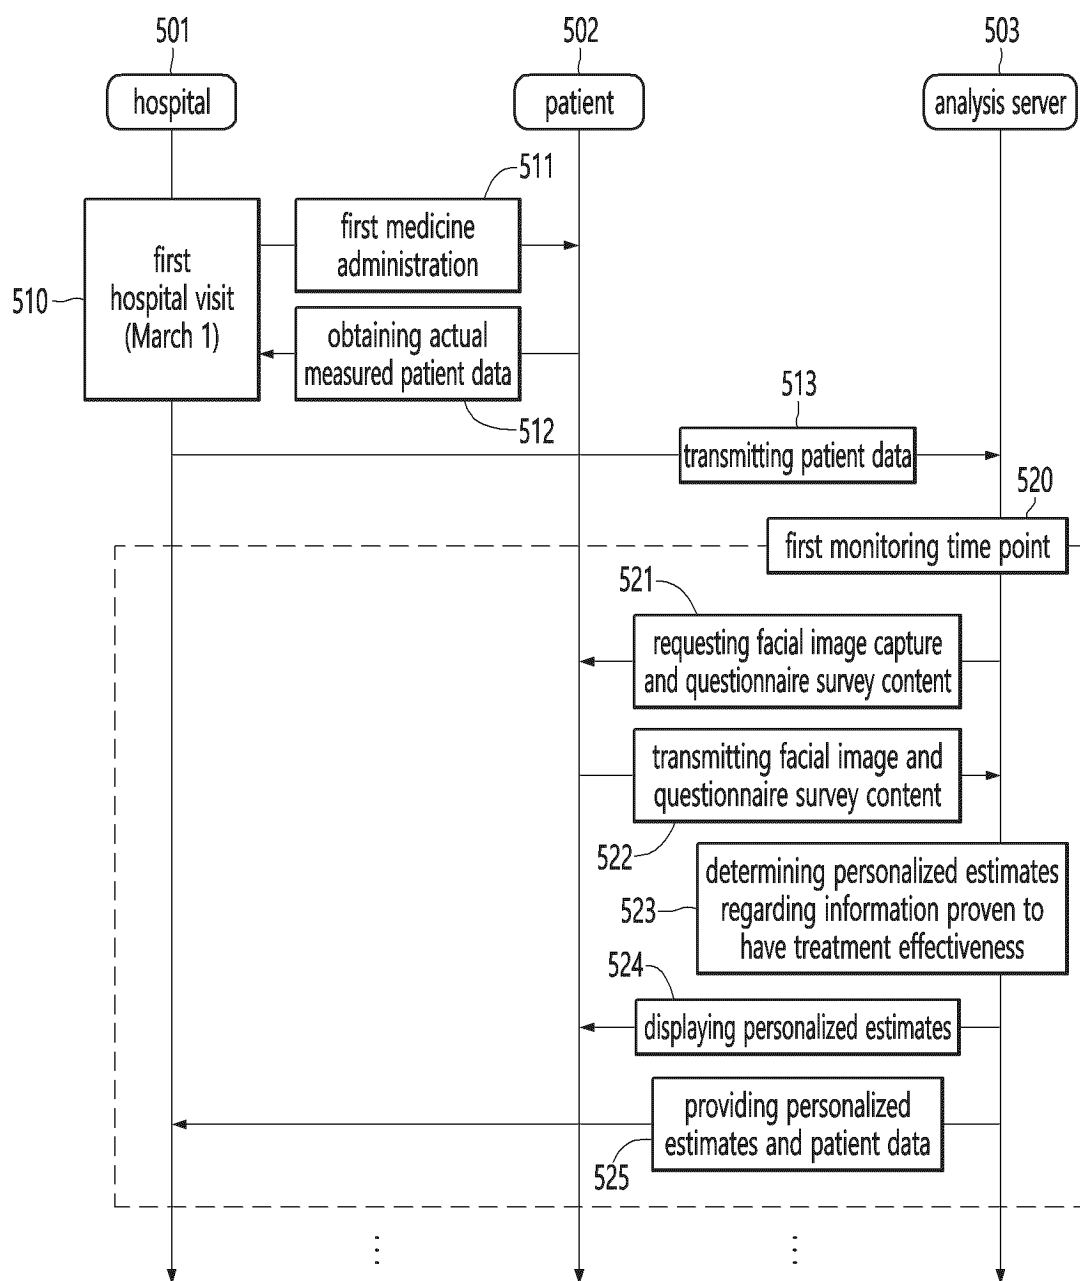 501
502
503
hospital
patient
analysis server
511
first medicine
administration
510
first
hospital visit
(March 1)
obtaining actual
measured patient data
512
513
transmitting patient data
520
first monitoring time point
521
requesting facial image capture
and questionnaire survey content
transmitting facial image and
questionnaire survey content
522
determining personalized estimates
523
regarding information proven to
have treatment effectiveness
524
displaying personalized estimates
providing personalized
estimates and patient data
525